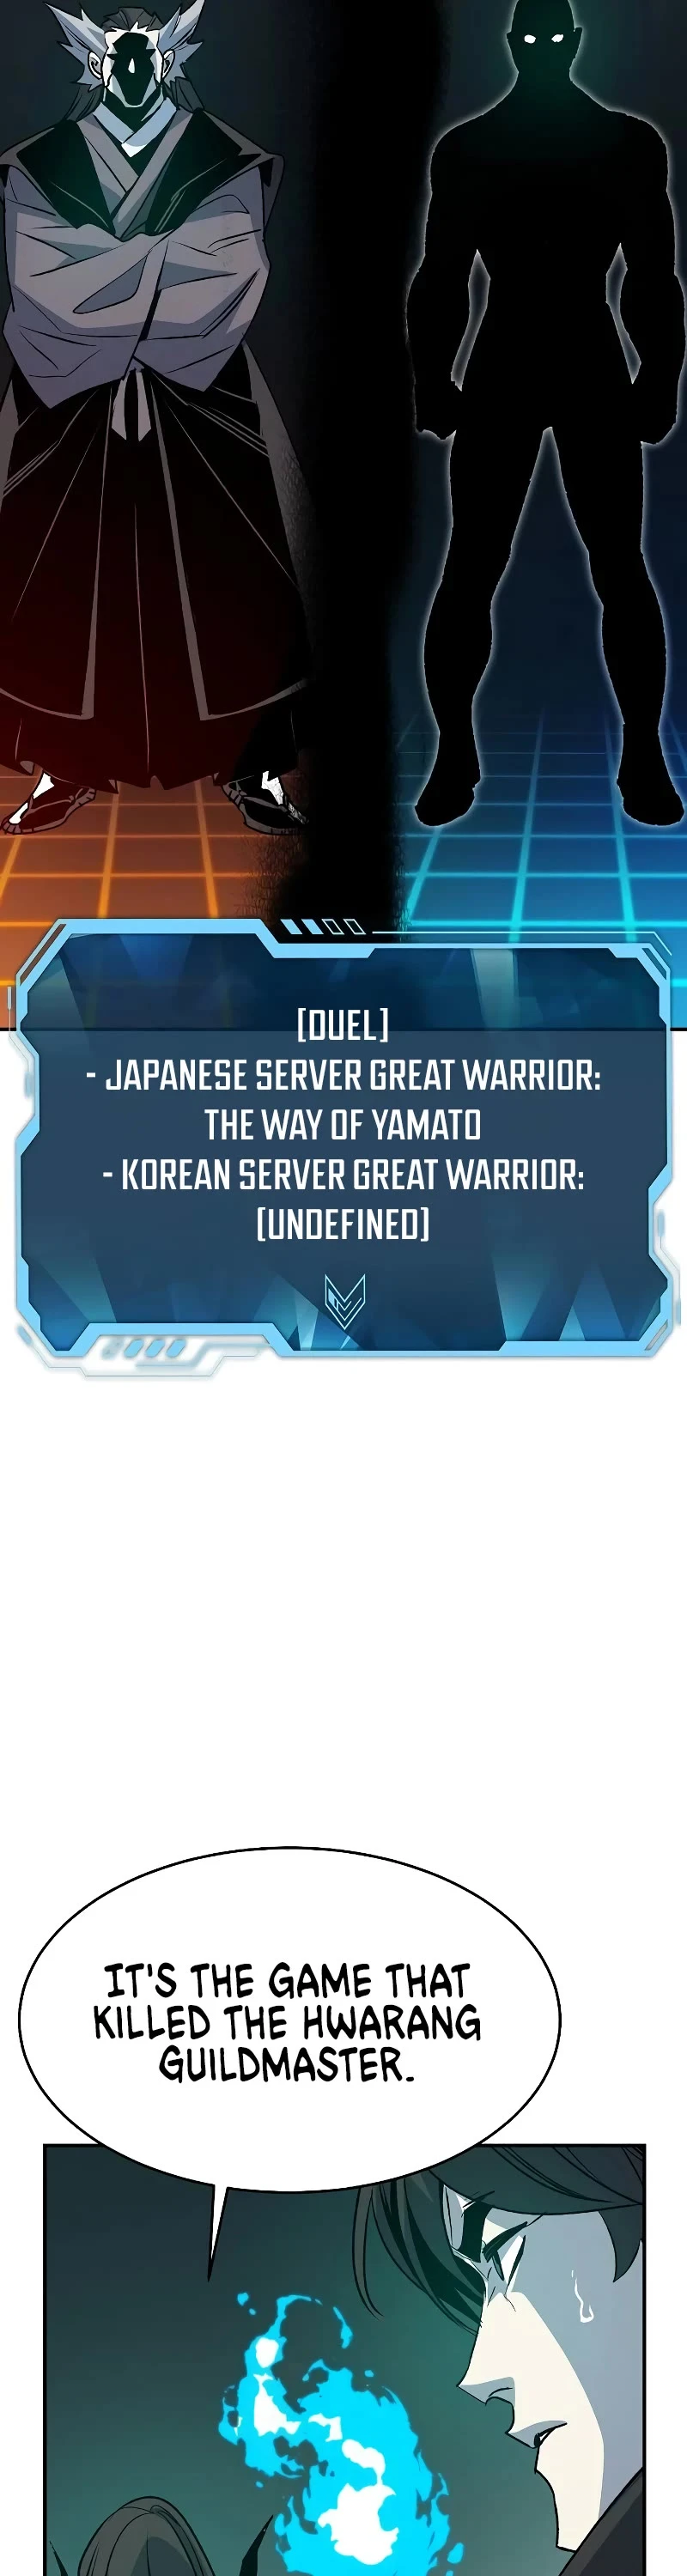 [DUEL]
- JAPANESE SERVER GREAT WARRIOR:
THE WAY OF YAMATO
- KOREAN SERVER GREAT WARRIOR:
[UNDEFINED]
IT'S THE GAME THAT
KILLED THE HWARANG
GUILDMASTER.